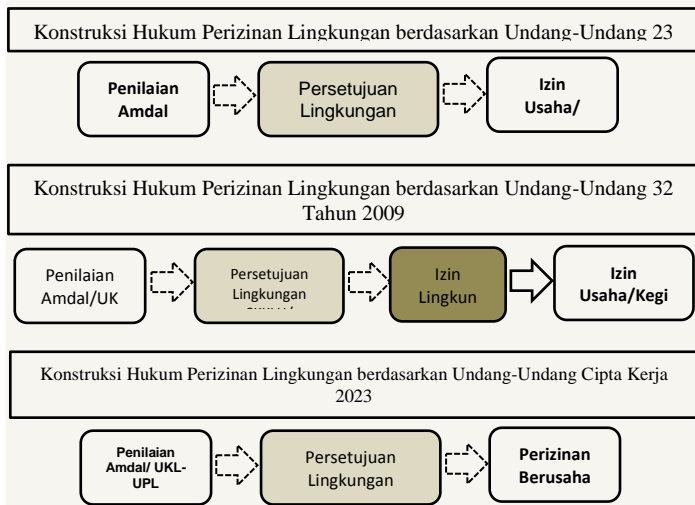 Konstruksi Hukum Perizinan Lingkungan berdasarkan Undang-Undang 23
Penilaian
Amdal
Persetujuan
Lingkungan
Izin
Usaha/
Konstruksi Hukum Perizinan Lingkungan berdasarkan Undang-Undang 32
Tahun 2009
Penilaian
Amdal/UK
Persetujuan
Lingkungan
Izin
Lingkun
Izin
Usaha/Kegi
Konstruksi Hukum Perizinan Lingkungan berdasarkan Undang-Undang Cipta Kerja
2023
Penilaian
Amdal/ UKL-
UPL
Persetujuan
Lingkungan
Perizinan
Berusaha